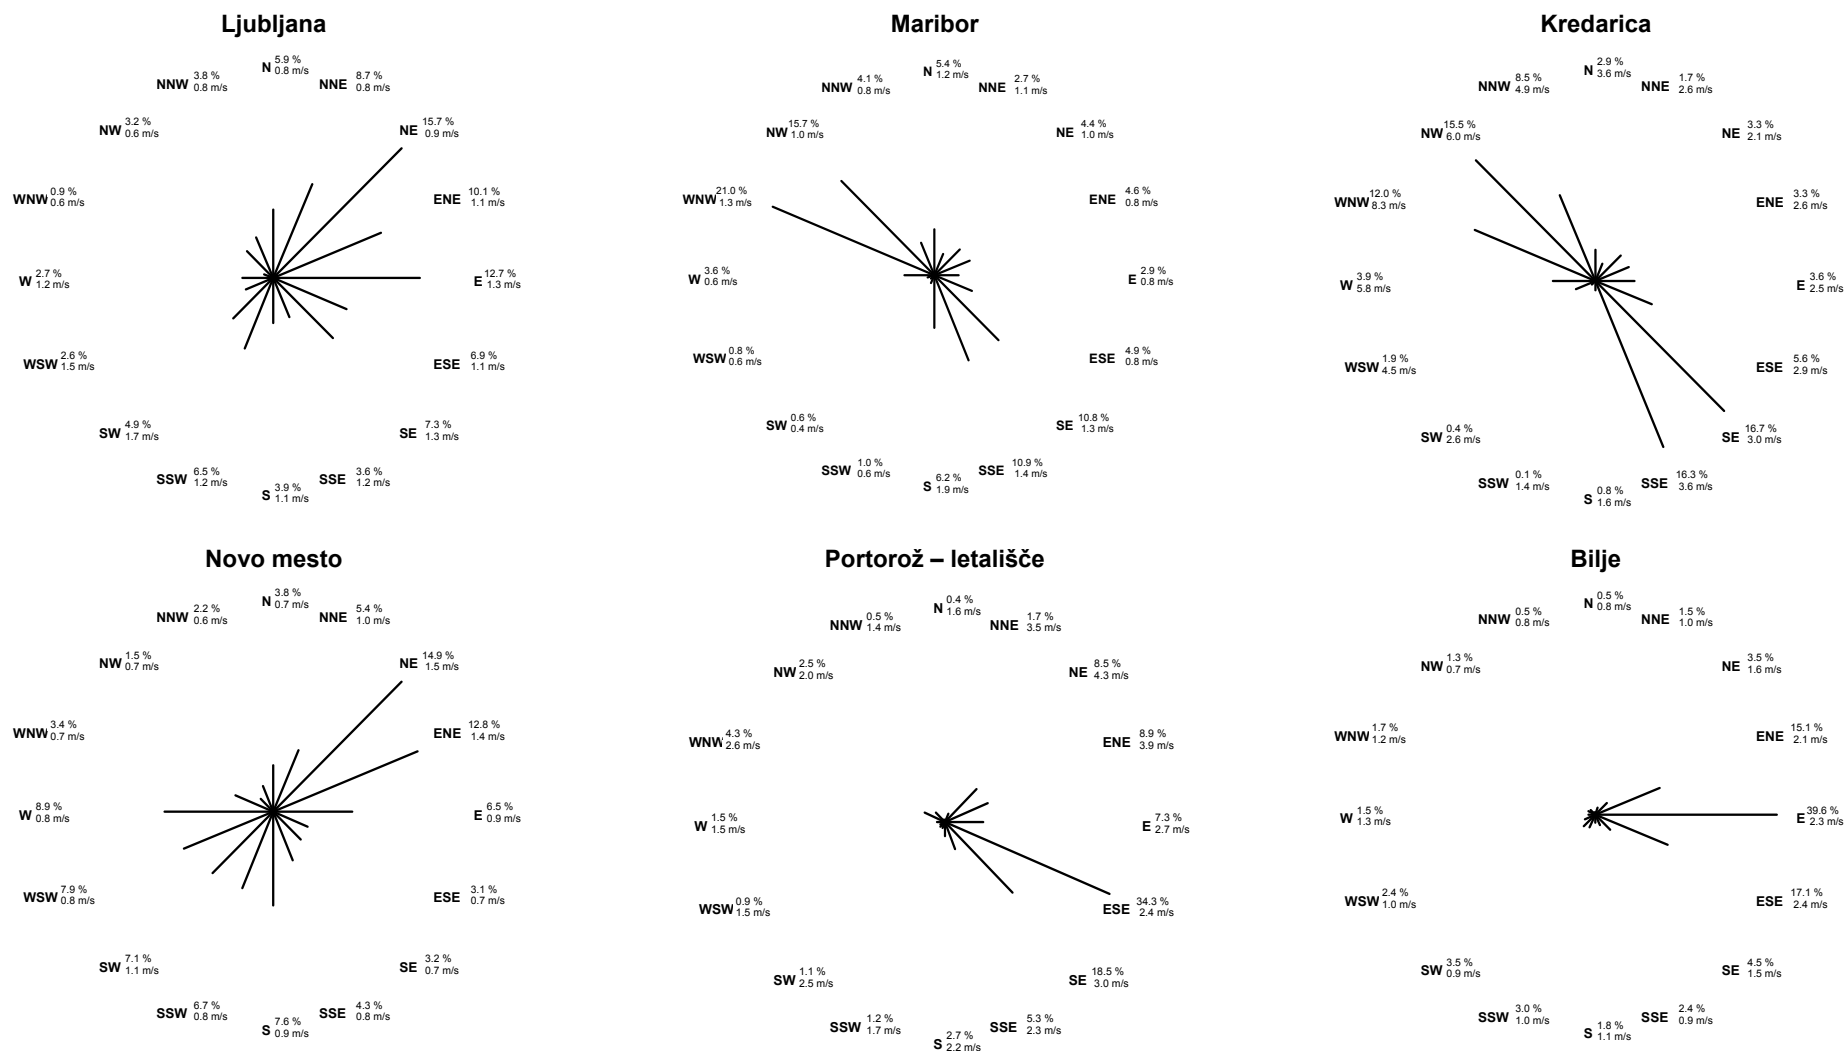 Ljubljana
N 5.9 %
0.8 m/s
NNE 8.7 %
0.8 m/s
NE 15.7 %
0.9 m/s
ENE 10.1 %
1.1 m/s
E 12.7 %
1.3 m/s
ESE 6.9 %
1.1 m/s
SE 7.3 %
1.3 m/s
SSE 3.6 %
1.2 m/s
S 3.9 %
1.1 m/s
SSW 6.5 %
1.2 m/s
SW 4.9 %
1.7 m/s
WSW 2.6 %
1.5 m/s
W 2.7 %
1.2 m/s
WNW 0.9 %
0.6 m/s
NW 3.2 %
0.6 m/s
NNW 3.8 %
0.8 m/s
Maribor
N 5.4 %
1.2 m/s
NNE 2.7 %
1.1 m/s
NE 4.4 %
1.0 m/s
ENE 4.6 %
0.8 m/s
E 2.9 %
0.8 m/s
ESE 4.9 %
0.8 m/s
SE 10.8 %
1.3 m/s
SSE 10.9 %
1.4 m/s
S 6.2 %
1.9 m/s
SSW 1.0 %
0.6 m/s
SW 0.6 %
0.4 m/s
WSW 0.8 %
0.6 m/s
W 3.6 %
0.6 m/s
WNW 21.0 %
1.3 m/s
NW 15.7 %
1.0 m/s
NNW 4.1 %
0.8 m/s
Kredarica
N 2.9 %
3.6 m/s
NNE 1.7 %
2.6 m/s
NE 3.3 %
2.1 m/s
ENE 3.3 %
2.6 m/s
E 3.6 %
2.5 m/s
ESE 5.6 %
2.9 m/s
SE 16.7 %
3.0 m/s
SSE 16.3 %
3.6 m/s
S 0.8 %
1.6 m/s
SSW 0.1 %
1.4 m/s
SW 0.4 %
2.6 m/s
WSW 1.9 %
4.5 m/s
W 3.9 %
5.8 m/s
WNW 12.0 %
8.3 m/s
NW 15.5 %
6.0 m/s
NNW 8.5 %
4.9 m/s
Novo mesto
N 3.8 %
0.7 m/s
NNE 5.4 %
1.0 m/s
NE 14.9 %
1.5 m/s
ENE 12.8 %
1.4 m/s
E 6.5 %
0.9 m/s
ESE 3.1 %
0.7 m/s
SE 3.2 %
0.7 m/s
SSE 4.3 %
0.8 m/s
S 7.6 %
0.9 m/s
SSW 6.7 %
0.8 m/s
SW 7.1 %
1.1 m/s
WSW 7.9 %
0.8 m/s
W 8.9 %
0.8 m/s
WNW 3.4 %
0.7 m/s
NW 1.5 %
0.7 m/s
NNW 2.2 %
0.6 m/s
Portorož – letališče
N 0.4 %
1.6 m/s
NNE 1.7 %
3.5 m/s
NE 8.5 %
4.3 m/s
ENE 8.9 %
3.9 m/s
E 7.3 %
2.7 m/s
ESE 34.3 %
2.4 m/s
SE 18.5 %
3.0 m/s
SSE 5.3 %
2.3 m/s
S 2.7 %
2.2 m/s
SSW 1.2 %
1.7 m/s
SW 1.1 %
2.5 m/s
WSW 0.9 %
1.5 m/s
W 1.5 %
1.5 m/s
WNW 4.3 %
2.6 m/s
NW 2.5 %
2.0 m/s
NNW 0.5 %
1.4 m/s
Bilje
N 0.5 %
0.8 m/s
NNE 1.5 %
1.0 m/s
NE 3.5 %
1.6 m/s
ENE 15.1 %
2.1 m/s
E 39.6 %
2.3 m/s
ESE 17.1 %
2.4 m/s
SE 4.5 %
1.5 m/s
SSE 2.4 %
0.9 m/s
S 1.8 %
1.1 m/s
SSW 3.0 %
1.0 m/s
SW 3.5 %
0.9 m/s
WSW 2.4 %
1.0 m/s
W 1.5 %
1.3 m/s
WNW 1.7 %
1.2 m/s
NW 1.3 %
0.7 m/s
NNW 0.5 %
0.8 m/s